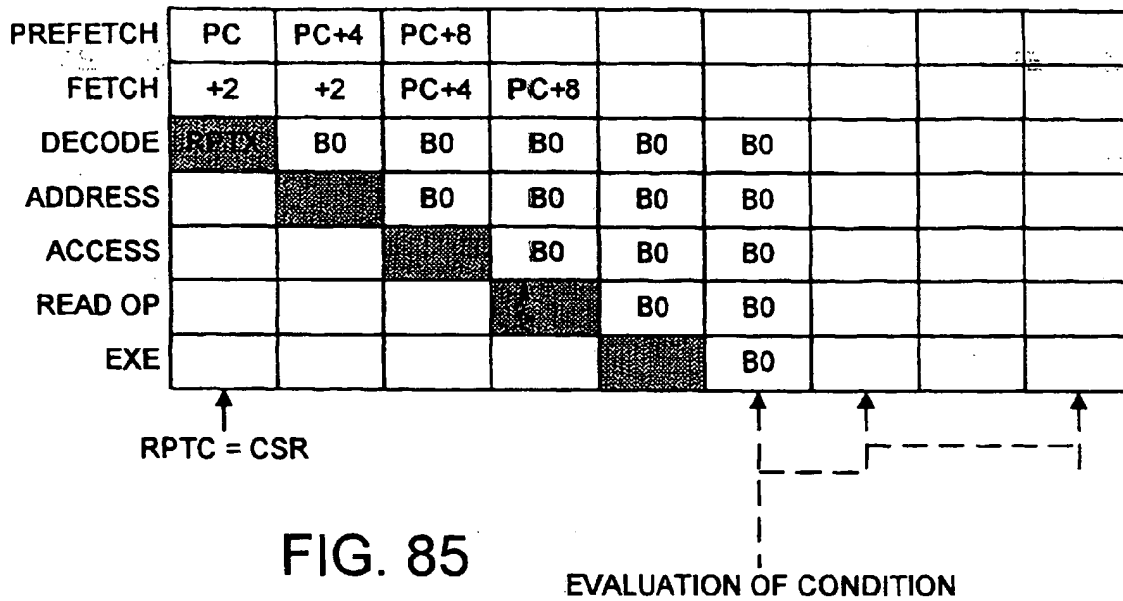 PREFETCH PC PC+4 PC+8
FETCH +2 +2 PC+4 PC+8
DECODE RPTX B0 B0 B0 B0 B0
ADDRESS B0 B0 B0 B0
ACCESS B0 B0 B0
READ OP B0 B0
EXE B0
RPTC = CSR
FIG. 85
EVALUATION OF CONDITION